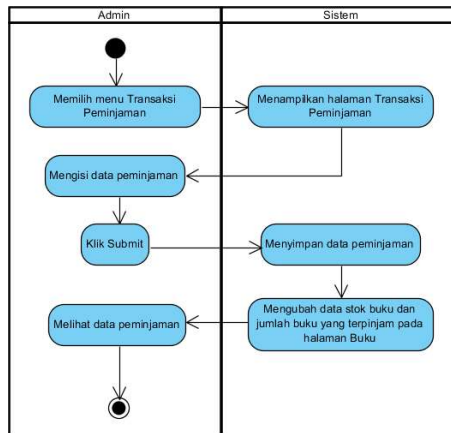 Admin
Sistem
Memilih menu Transaksi
Peminjaman
Menampilkan halaman Transaksi
Peminjaman
Mengisi data peminjaman
Klik Submit
Menyimpan data peminjaman
Mengubah data stok buku dan
jumlah buku yang terpinjam pada
halaman Buku
Melihat data peminjaman